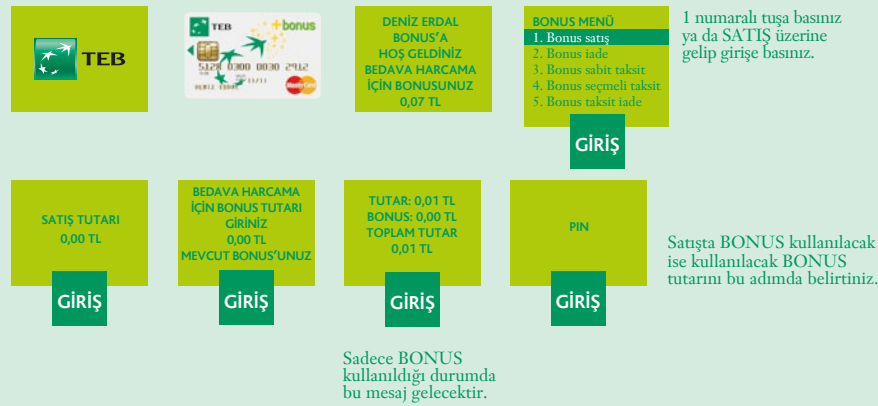 TEB
TEB
+bonus
5128 0300 0030 2912
11/11
DENİZ ERDAL
MasterCard
DENİZ ERDAL
BONUS'A
HOŞ GELDİNİZ
BEDAVA HARCAMA
İÇİN BONUSUNUZ
0,07 TL
BONUS MENÜ
1. Bonus satış
2. Bonus iade
3. Bonus sabit taksit
4. Bonus seçmeli taksit
5. Bonus taksit iade
GİRİŞ
1 numaralı tuşa basınız
ya da SATIŞ üzerine
gelip girişe basınız.
SATIŞ TUTARI
0,00 TL
GİRİŞ
BEDAVA HARCAMA
İÇİN BONUS TUTARI
GİRİNİZ
0,00 TL
MEVCUT BONUS'UNUZ
GİRİŞ
TUTAR: 0,01 TL
BONUS: 0,00 TL
TOPLAM TUTAR
0,01 TL
GİRİŞ
PIN
GİRİŞ
Satışta BONUS kullanılacak
ise kullanılacak BONUS
tutarını bu adımda belirtiniz.
Sadece BONUS
kullanıldığı durumda
bu mesaj gelecektir.